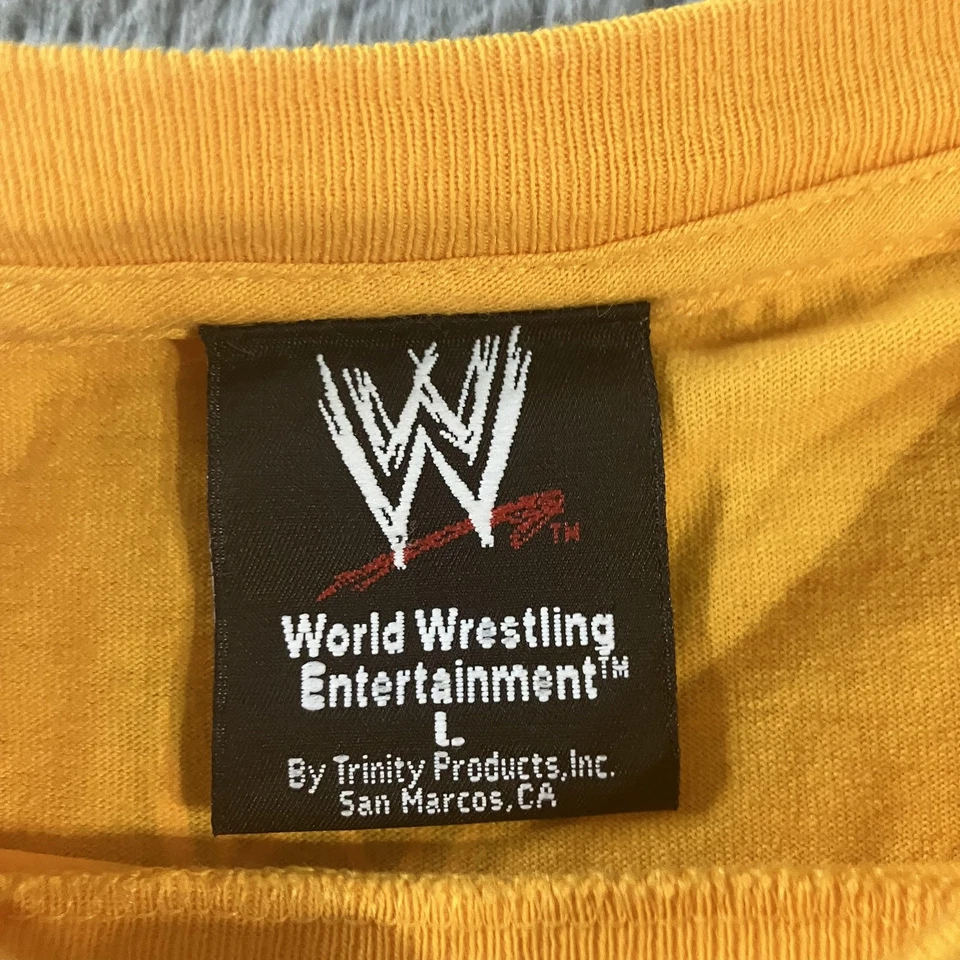 W
TM
World Wrestling
Entertainment™
L
By Trinity Products, Inc.
San Marcos, CA